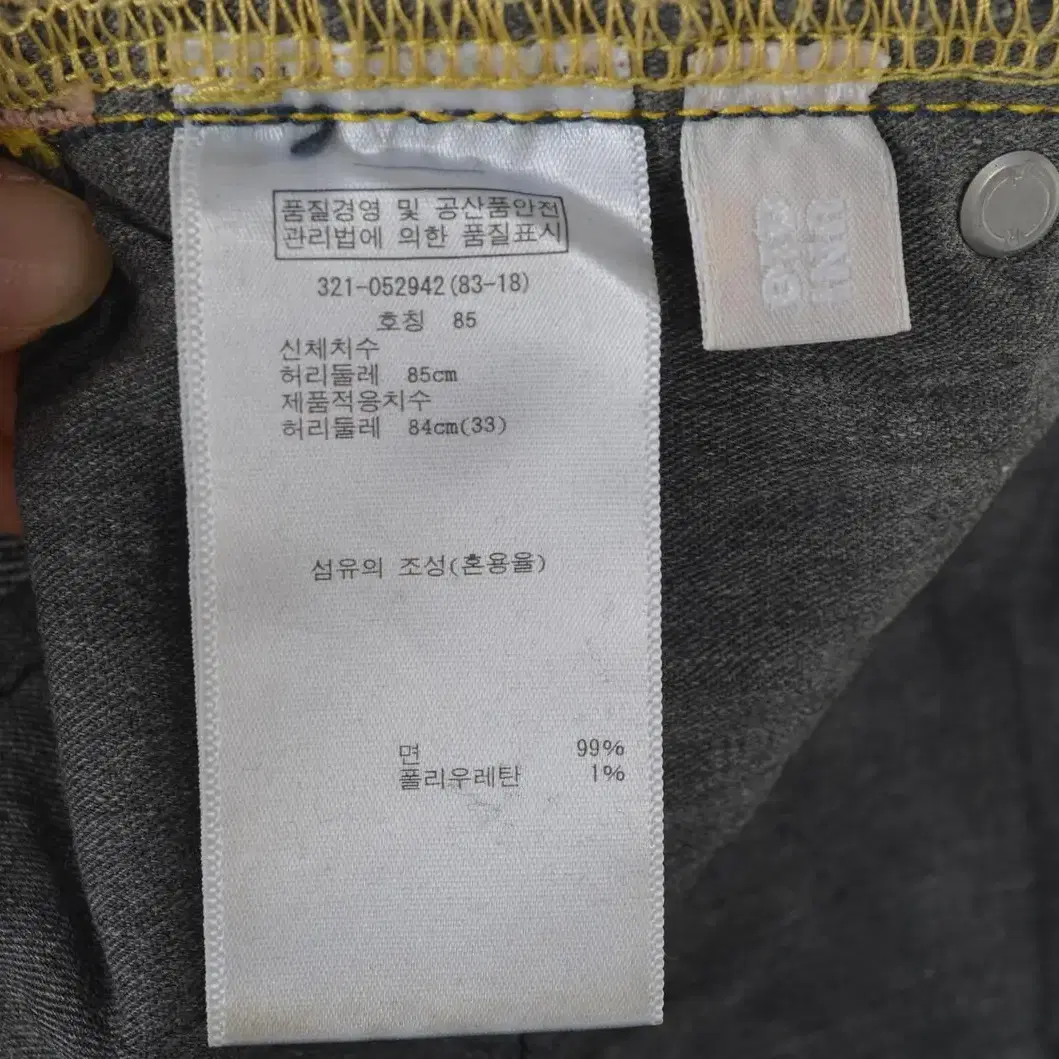 품질경영 및 공산품안전
관리법에 의한 품질표시
321-052942(83-18)
호칭 85
신체치수
허리둘레 85cm
제품적응치수
허리둘레 84cm(33)
섬유의 조성(혼용율)
면 99%
폴리우레탄 1%